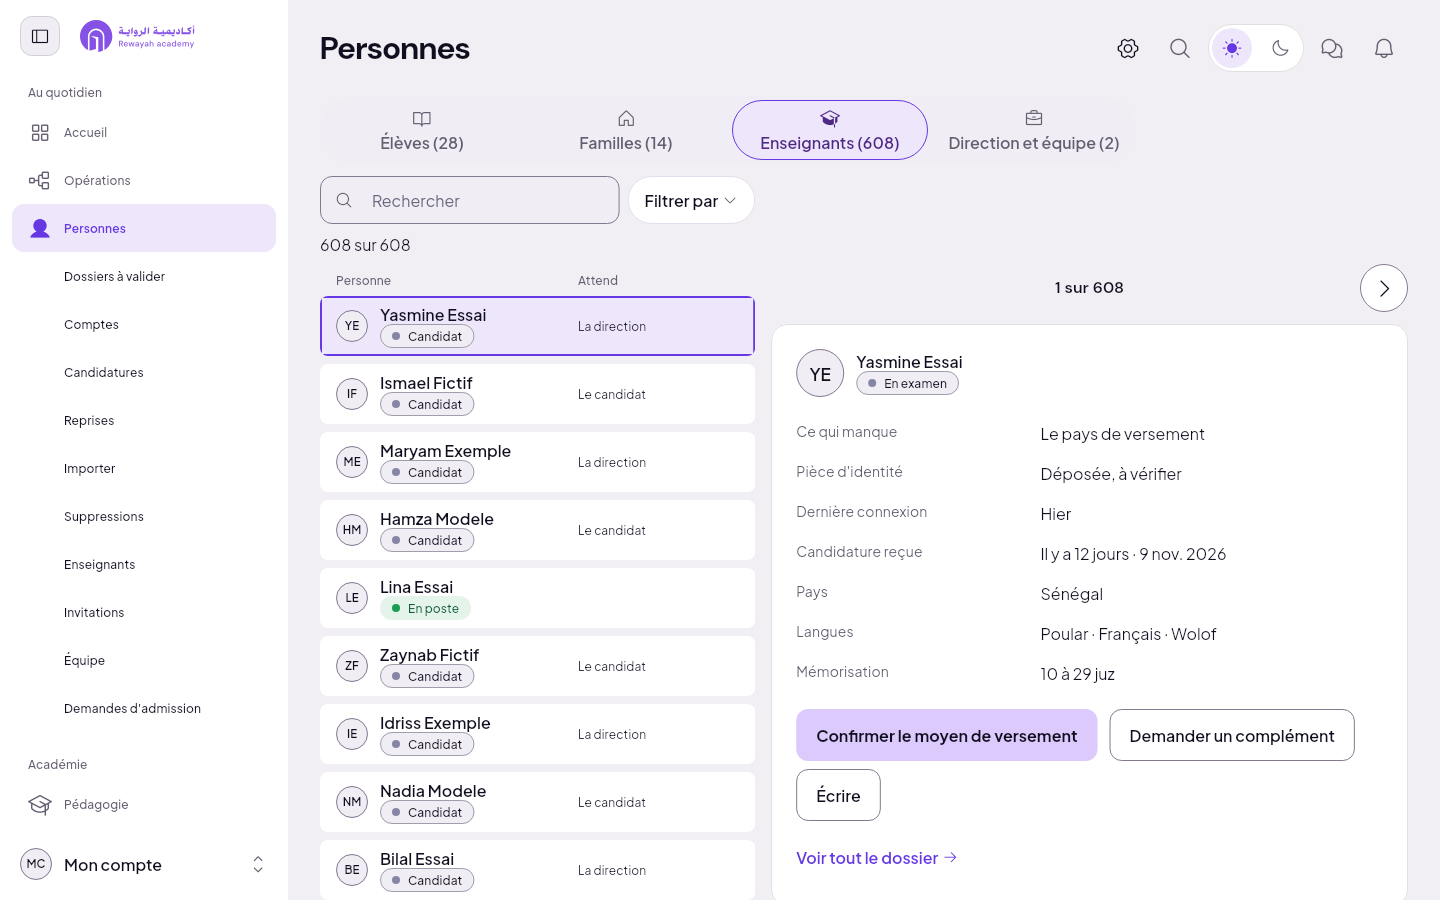 أكاديمية الرواية
Rewayah academy
Au quotidien
Accueil
Opérations
Personnes
Dossiers à valider
Comptes
Candidatures
Reprises
Importer
Suppressions
Enseignants
Invitations
Équipe
Demandes d'admission
Académie
Pédagogie
MC Mon compte
Personnes
Élèves (28)
Familles (14)
Enseignants (608)
Direction et équipe (2)
Rechercher
Filtrer par
608 sur 608
Personne Attend
YE Yasmine Essai
Candidat
La direction
IF Ismael Fictif
Candidat
Le candidat
ME Maryam Exemple
Candidat
La direction
HM Hamza Modele
Candidat
Le candidat
LE Lina Essai
En poste
ZF Zaynab Fictif
Candidat
Le candidat
IE Idriss Exemple
Candidat
La direction
NM Nadia Modele
Candidat
Le candidat
BE Bilal Essai
Candidat
La direction
1 sur 608
YE Yasmine Essai
En examen
Ce qui manque Le pays de versement
Pièce d'identité Déposée, à vérifier
Dernière connexion Hier
Candidature reçue Il y a 12 jours · 9 nov. 2026
Pays Sénégal
Langues Poular · Français · Wolof
Mémorisation 10 à 29 juz
Confirmer le moyen de versement
Demander un complément
Écrire
Voir tout le dossier